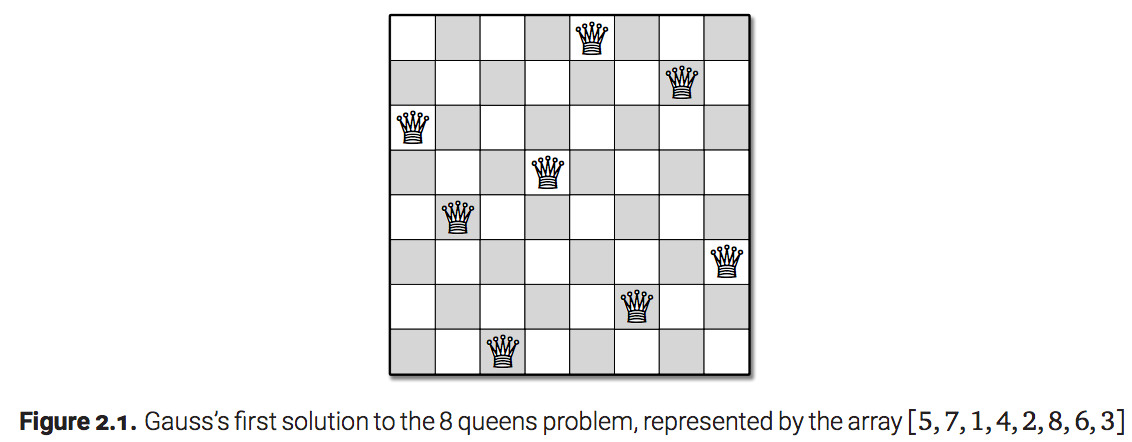 Figure 2.1. Gauss's first solution to the 8 queens problem, represented by the array [5, 7, 1, 4, 2, 8, 6, 3]